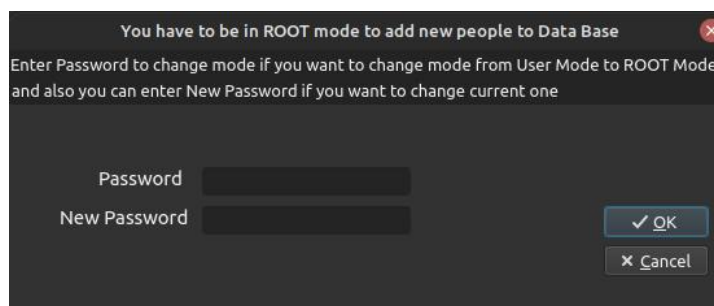 You have to be in ROOT mode to add new people to Data Base
Enter Password to change mode if you want to change mode from User Mode to ROOT Mode
and also you can enter New Password if you want to change current one
Password
New Password
OK
Cancel